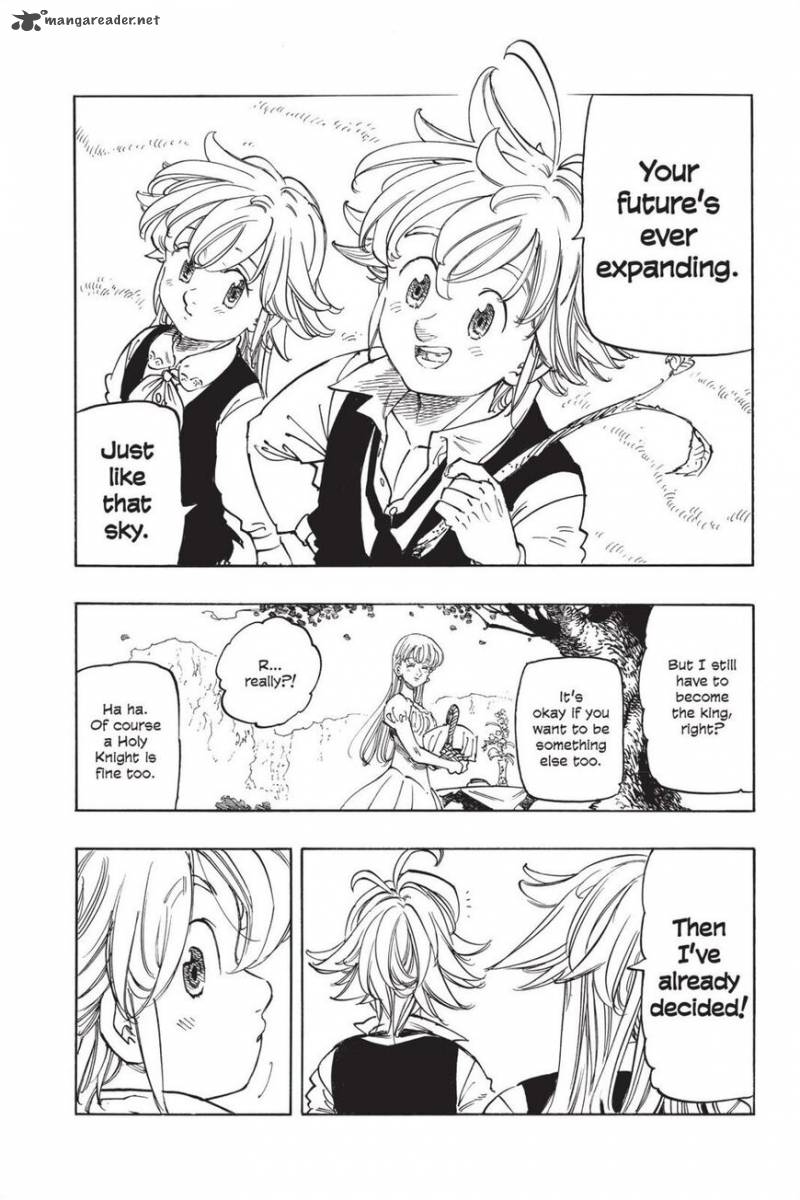 mangareader.net
Your
future's
ever
expanding.
Just
like
that
sky.
But I still
have to
become
the king,
right?
It's
okay if you
want to be
something
else too.
R...
really?!
Ha ha.
Of course
a Holy
Knight is
fine too.
Then
I've
already
decided!